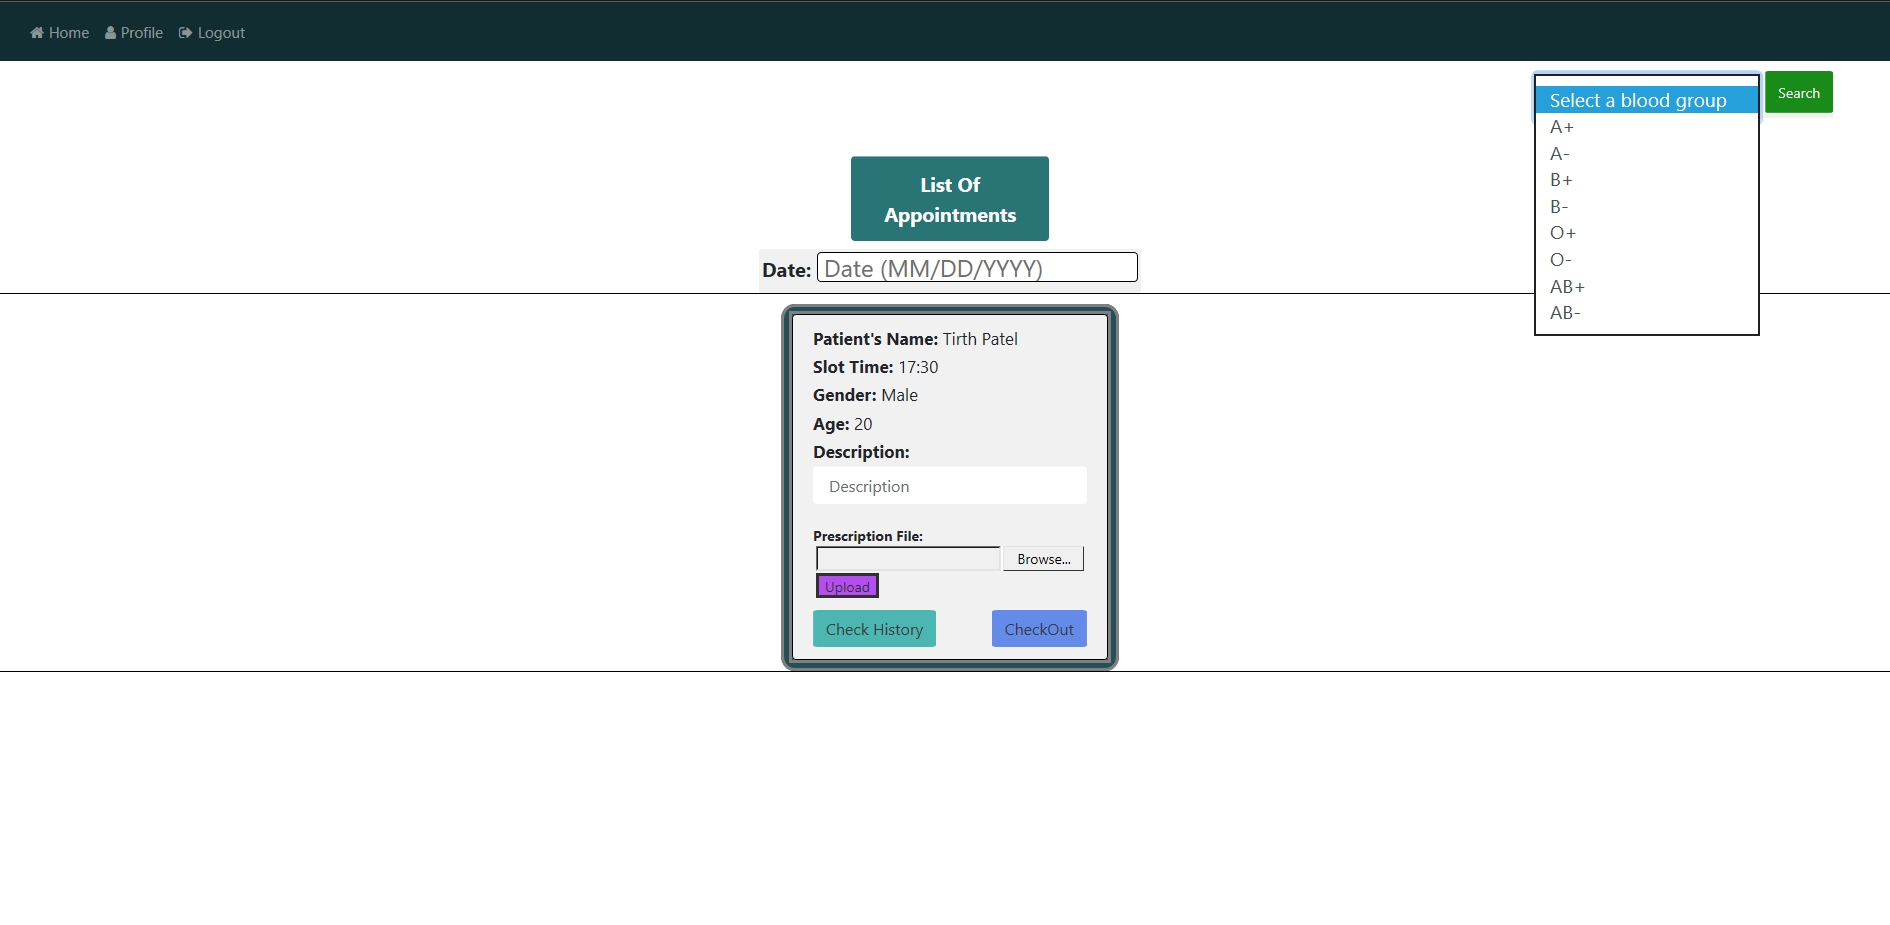 Home Profile Logout
Select a blood group
Search
A+
A-
B+
B-
O+
O-
AB+
AB-
List Of
Appointments
Date: Date (MM/DD/YYYY)
Patient's Name: Tirth Patel
Slot Time: 17:30
Gender: Male
Age: 20
Description:
Description
Prescription File:
Browse...
Upload
Check History CheckOut